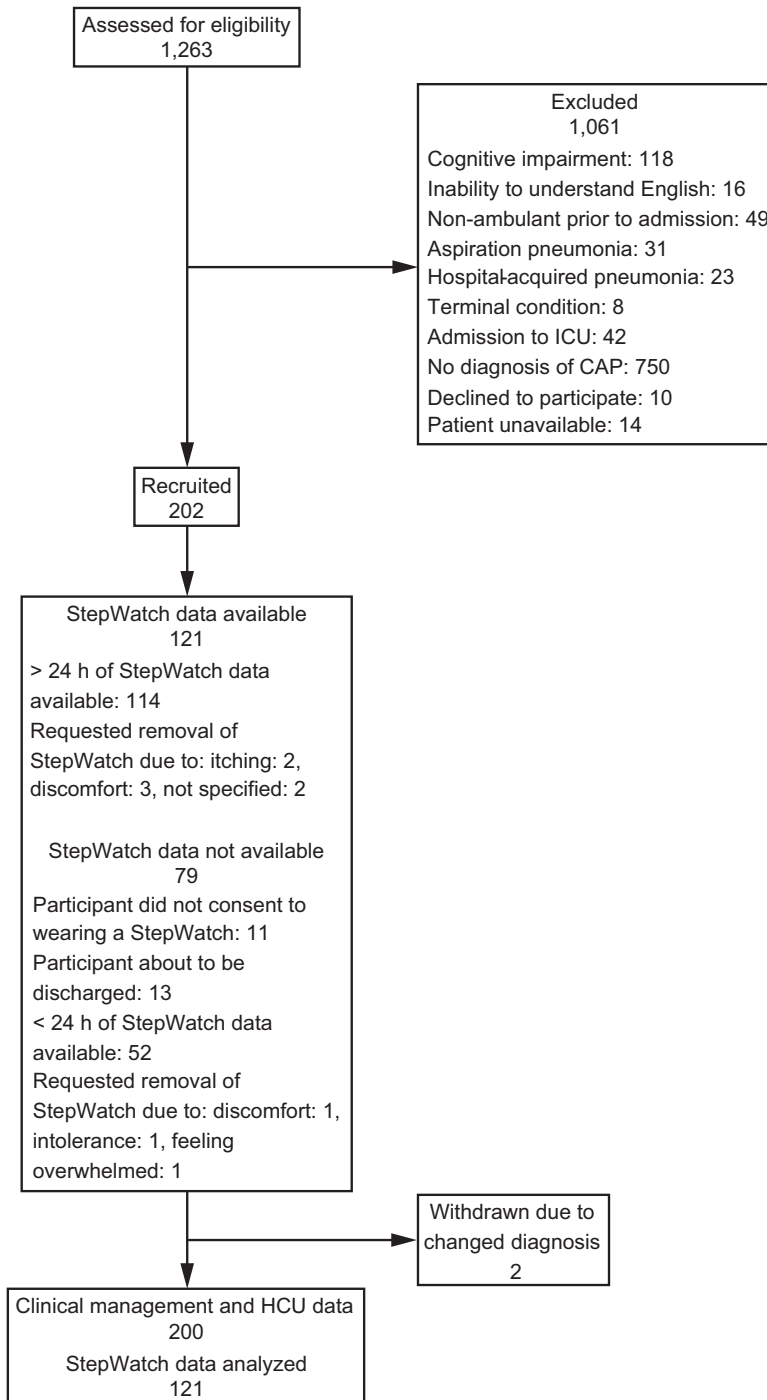 Assessed for eligibility
1,263
Excluded
1,061
Cognitive impairment: 118
Inability to understand English: 16
Non-ambulant prior to admission: 49
Aspiration pneumonia: 31
Hospital-acquired pneumonia: 23
Terminal condition: 8
Admission to ICU: 42
No diagnosis of CAP: 750
Declined to participate: 10
Patient unavailable: 14
Recruited
202
StepWatch data available
121
> 24 h of StepWatch data
available: 114
Requested removal of
StepWatch due to: itching: 2,
discomfort: 3, not specified: 2
StepWatch data not available
79
Participant did not consent to
wearing a StepWatch: 11
Participant about to be
discharged: 13
< 24 h of StepWatch data
available: 52
Requested removal of
StepWatch due to: discomfort: 1,
intolerance: 1, feeling
overwhelmed: 1
Withdrawn due to
changed diagnosis
2
Clinical management and HCU data
200
StepWatch data analyzed
121